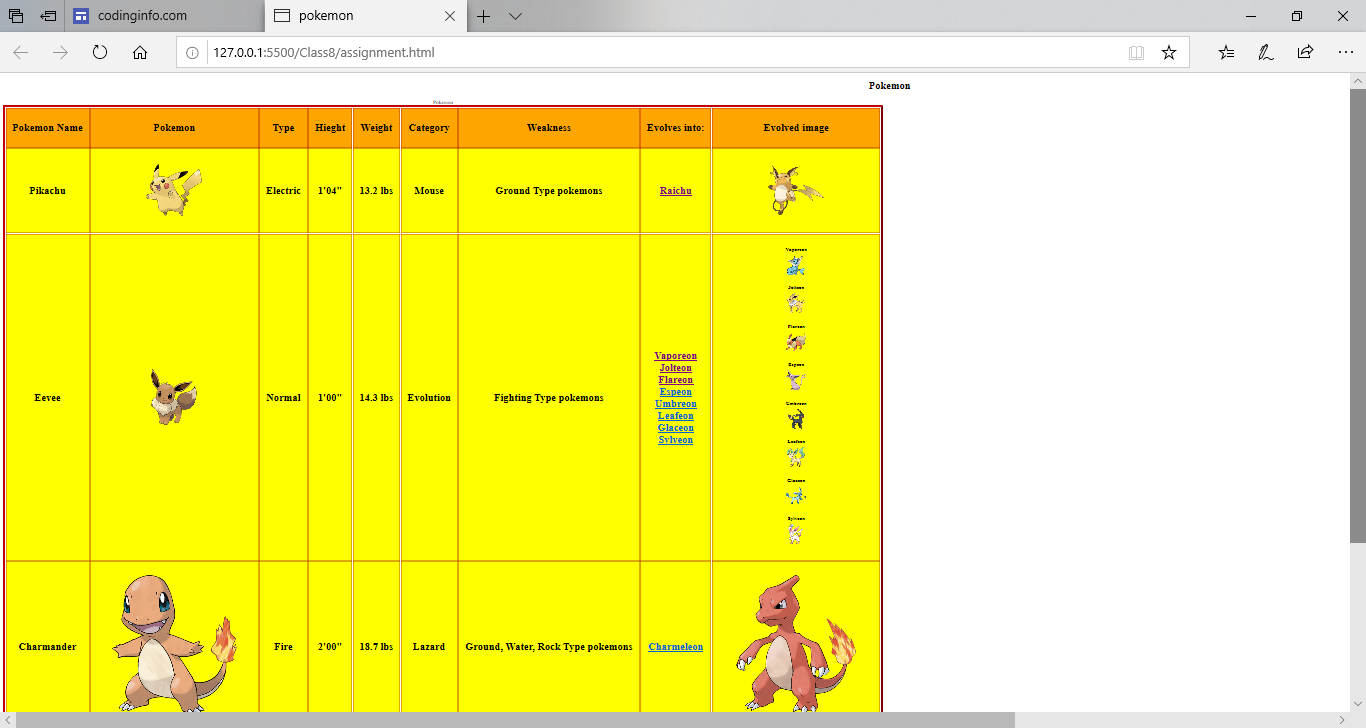 codinginfo.com
pokemon
127.0.0.1:5500/Class8/assignment.html
Pokemon
Pokemon
Pokemon Name Pokemon Type Hieght Weight Category Weakness Evolves into: Evolved image
Pikachu Electric 1'04" 13.2 lbs Mouse Ground Type pokemons Raichu
Eevee Normal 1'00" 14.3 lbs Evolution Fighting Type pokemons
Vaporeon
Jolteon
Flareon
Espeon
Umbreon
Leafeon
Glaceon
Sylveon
Vaporeon
Jolteon
Flareon
Espeon
Umbreon
Leafeon
Glaceon
Sylveon
Charmander Fire 2'00" 18.7 lbs Lazard Ground, Water, Rock Type pokemons Charmeleon